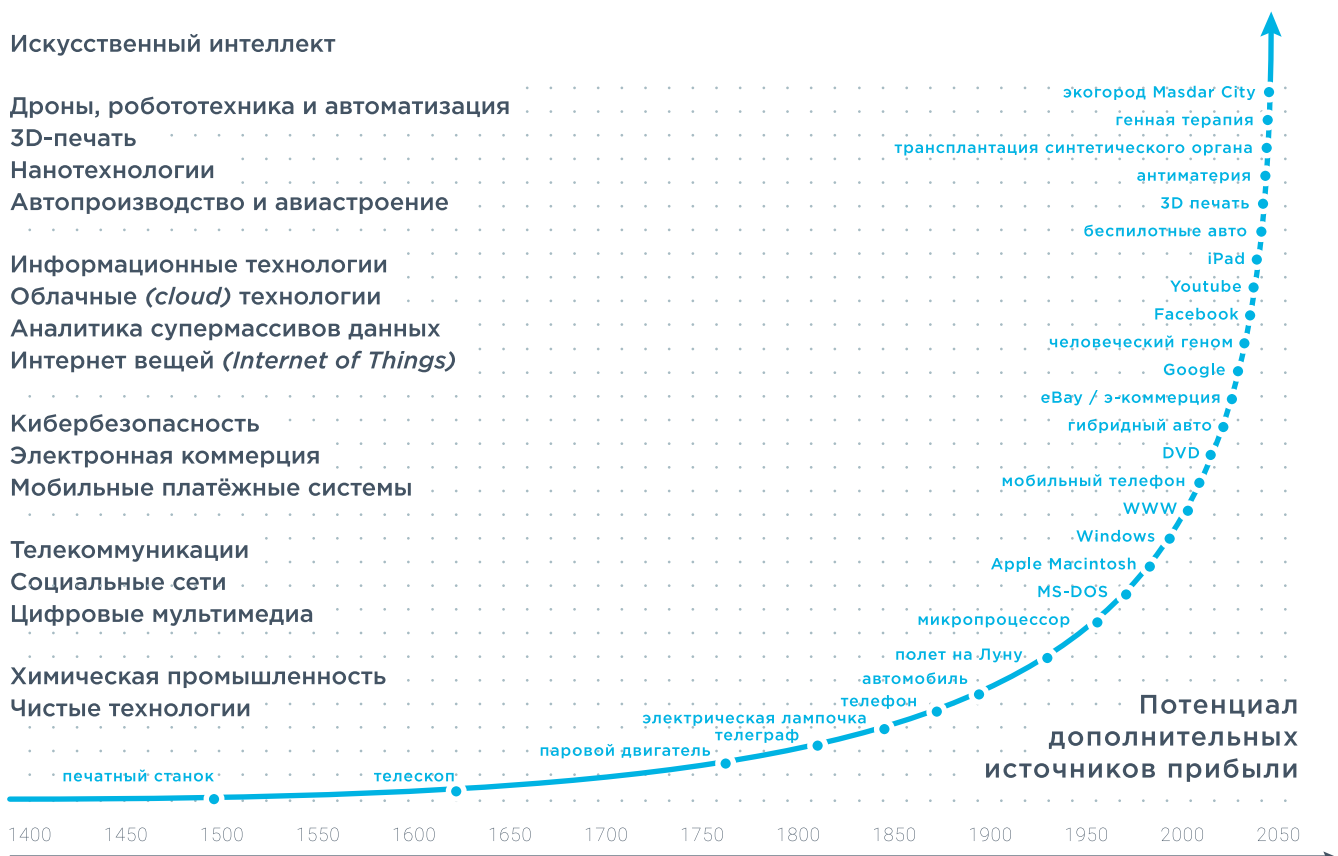 Искусственный интеллект
Дроны, робототехника и автоматизация
3D-печать
Нанотехнологии
Автопроизводство и авиастроение
Информационные технологии
Облачные (cloud) технологии
Аналитика супермассивов данных
Интернет вещей (Internet of Things)
Кибербезопасность
Электронная коммерция
Мобильные платёжные системы
Телекоммуникации
Социальные сети
Цифровые мультимедиа
Химическая промышленность
Чистые технологии
экогород Masdar City
генная терапия
трансплантация синтетического органа
антиматерия
3D печать
беспилотные авто
iPad
Youtube
Facebook
человеческий геном
Google
eBay / э-коммерция
гибридный авто
DVD
мобильный телефон
WWW
Windows
Apple Macintosh
MS-DOS
микропроцессор
полет на Луну
автомобиль
телефон
электрическая лампочка
телеграф
паровой двигатель
телескоп
печатный станок
Потенциал
дополнительных
источников прибыли
1400 1450 1500 1550 1600 1650 1700 1750 1800 1850 1900 1950 2000 2050